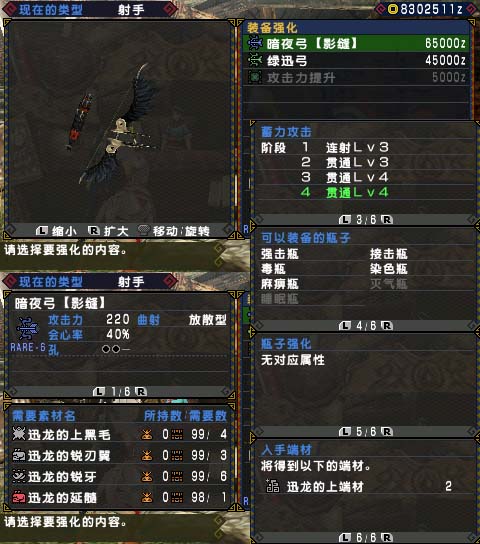 现在的类型 射手
缩小 R 扩大 移动/旋转
请选择要强化的内容。
8302511z
装备强化
暗夜弓【影缝】 65000z
绿迅弓 45000z
攻击力提升 5000z
蓄力攻击
阶段 1 连射Lv3
2 贯通Lv3
3 贯通Lv4
4 贯通Lv4
L 3/6 R
可以装备的瓶子
强击瓶 接击瓶
毒瓶 染色瓶
麻痹瓶 灭气瓶
睡眠瓶
L 4/6 R
瓶子强化
无对应属性
L 5/6 R
入手端材
将得到以下的端材。
迅龙的上端材 2
L 6/6 R
现在的类型 射手
暗夜弓【影缝】
攻击力 220 曲射 放散型
会心率 40%
RARE-6 孔
L 1/6 R
需要素材名 所持数/需要数
迅龙的上黑毛 0 99/ 4
迅龙的锐刃翼 0 99/ 3
迅龙的锐牙 0 99/ 6
迅龙的延髓 0 98/ 1
请选择要强化的内容。